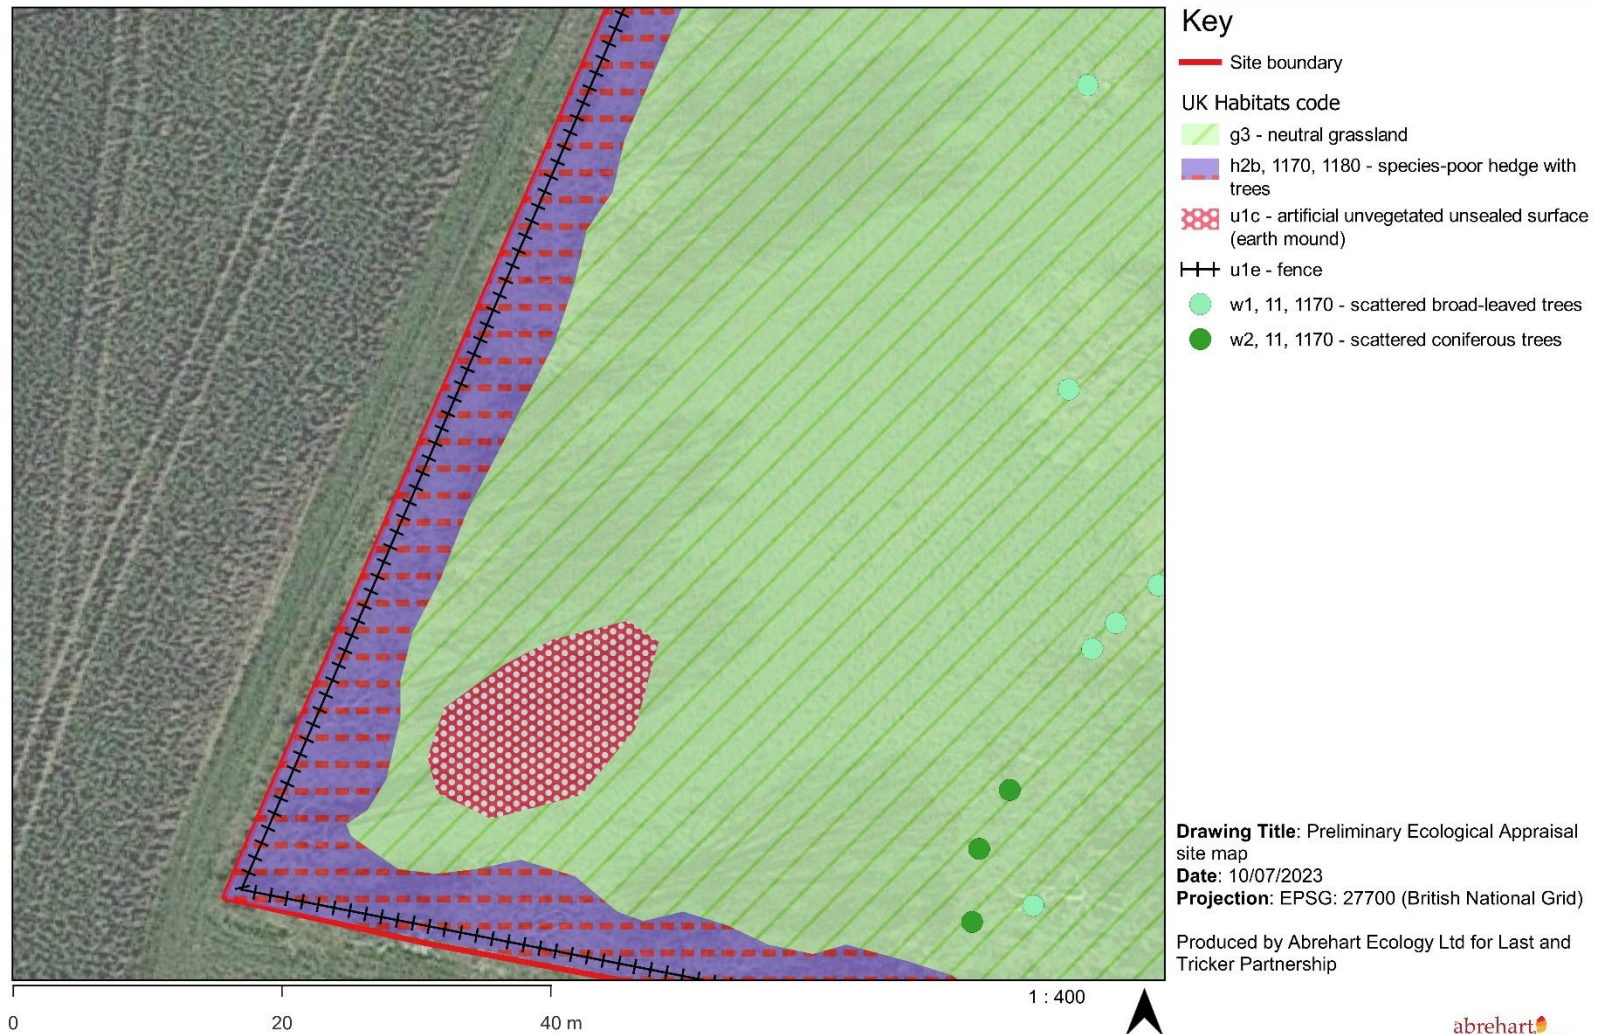 Key
Site boundary
UK Habitats code
g3 - neutral grassland
h2b, 1170, 1180 - species-poor hedge with
trees
u1c - artificial unvegetated unsealed surface
(earth mound)
u1e - fence
w1, 11, 1170 - scattered broad-leaved trees
w2, 11, 1170 - scattered coniferous trees
Drawing Title: Preliminary Ecological Appraisal
site map
Date: 10/07/2023
Projection: EPSG: 27700 (British National Grid)
Produced by Abrehart Ecology Ltd for Last and
Tricker Partnership
1 : 400
0 20 40 m
abrehart